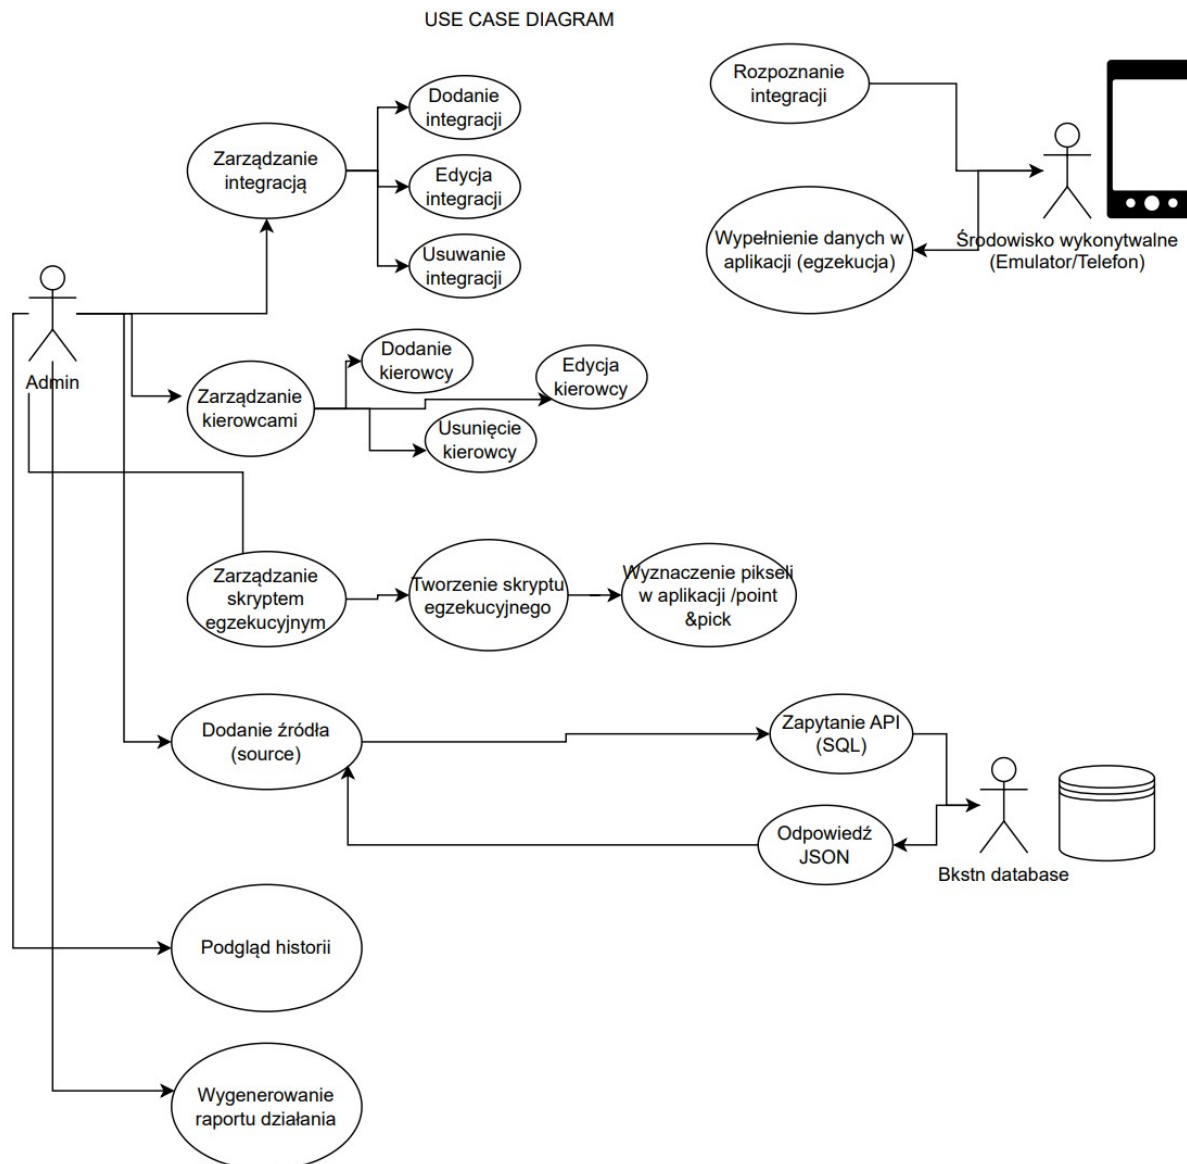 USE CASE DIAGRAM
Dodanie
integracji
Zarządzanie
integracją
Edycja
integracji
Usuwanie
integracji
Rozpoznanie
integracji
Wypełnienie danych w
aplikacji (egzekucja)
Środowisko wykonytwalne
(Emulator/Telefon)
Admin
Dodanie
kierowcy
Edycja
kierowcy
Zarządzanie
kierowcami
Usunięcie
kierowcy
Zarządzanie
skryptem
egzekucyjnym
Tworzenie skryptu
egzekucyjnego
Wyznaczenie pikseli
w aplikacji /point
&pick
Dodanie źródła
(source)
Zapytanie API
(SQL)
Odpowiedź
JSON
Bkstn database
Podgląd historii
Wygenerowanie
raportu działania